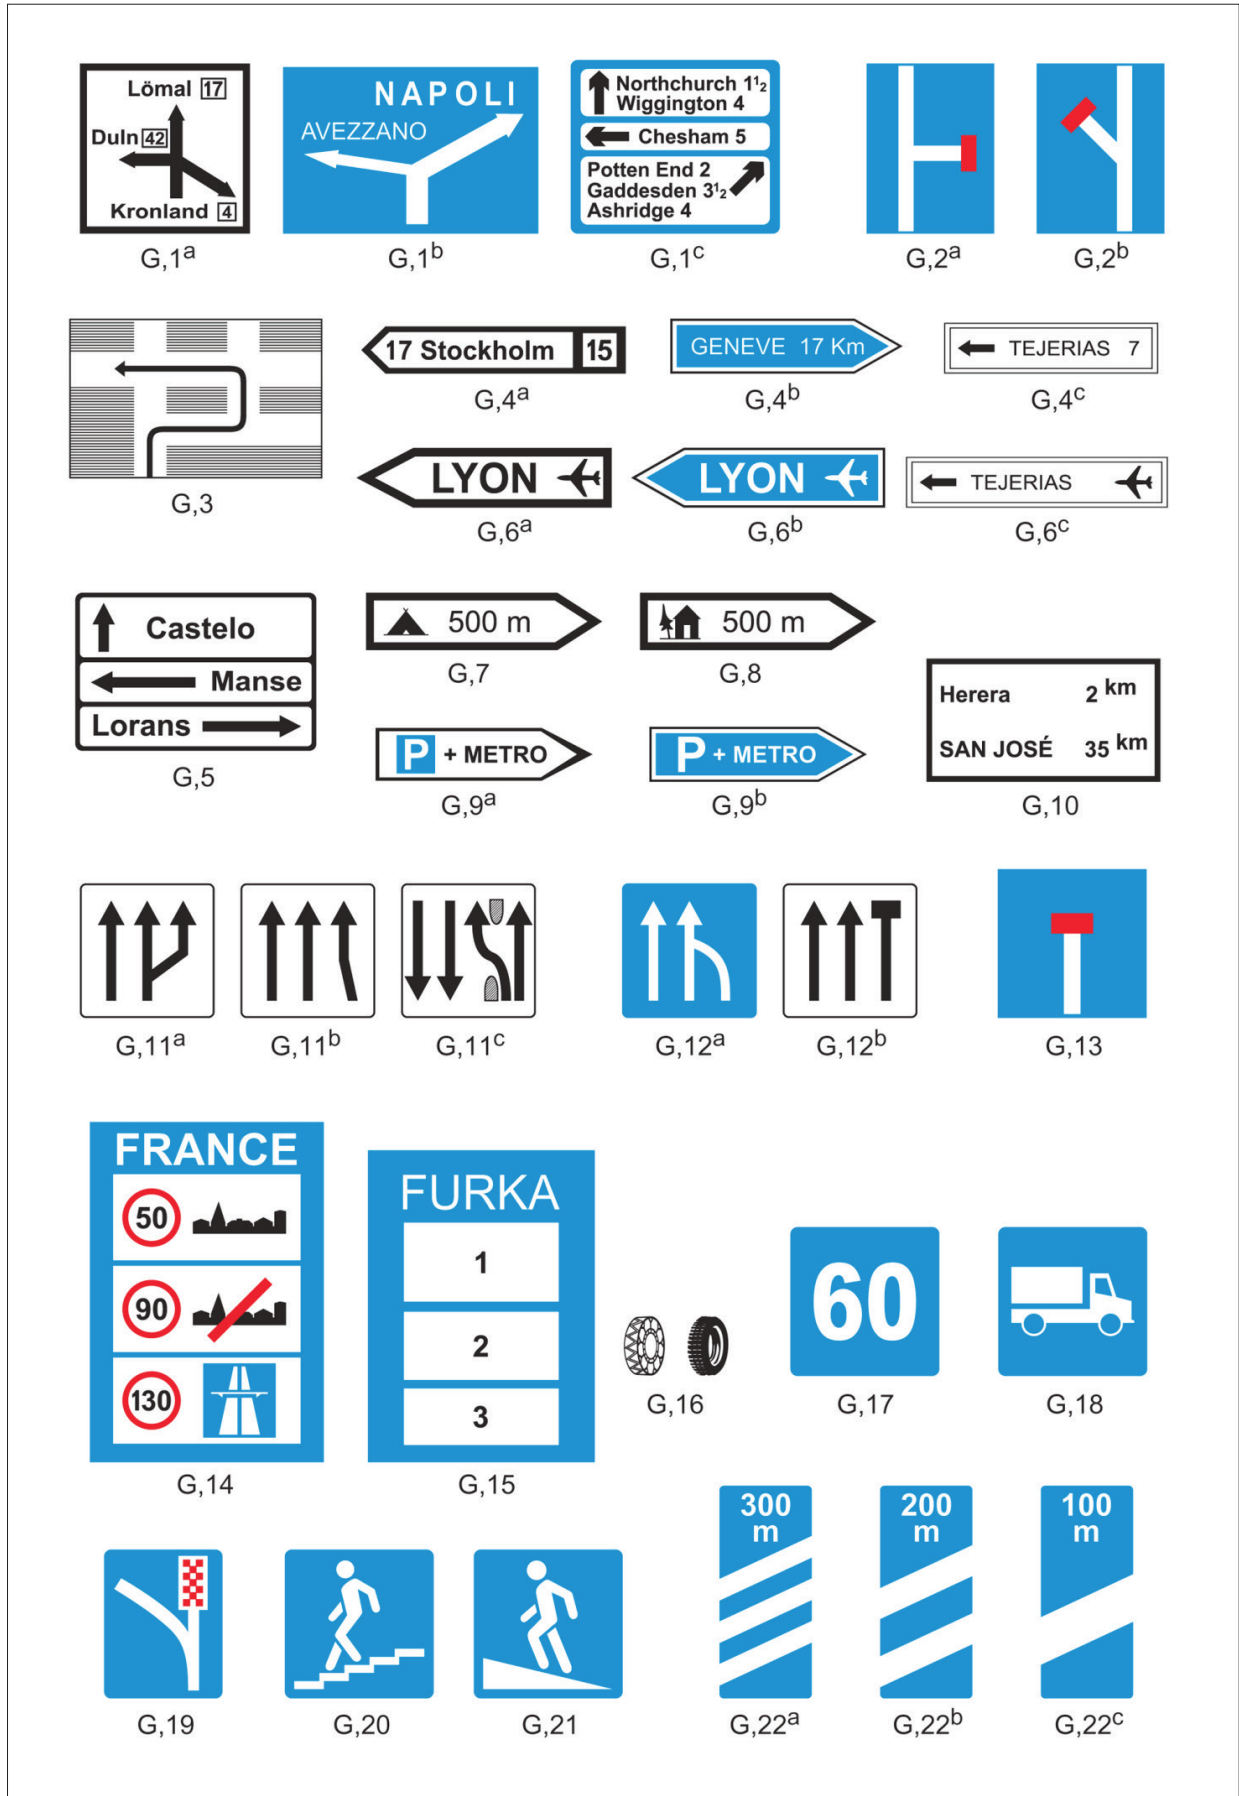 Lömal 17
Duln 42
Kronland 4
G,1a
NAPOLI
AVEZZANO
G,1b
Northchurch 1½
Wiggington 4
Chesham 5
Potten End 2
Gaddesden 3½
Ashridge 4
G,1c
G,2a
G,2b
G,3
17 Stockholm 15
G,4a
GENEVE 17 Km
G,4b
TEJERIAS 7
G,4c
LYON
G,6a
LYON
G,6b
TEJERIAS
G,6c
Castelo
Manse
Lorans
G,5
500 m
G,7
500 m
G,8
P + METRO
G,9a
P + METRO
G,9b
Herera 2 km
SAN JOSÉ 35 km
G,10
G,11a
G,11b
G,11c
G,12a
G,12b
G,13
FRANCE
50
90
130
G,14
FURKA
1
2
3
G,15
G,16
60
G,17
G,18
G,19
G,20
G,21
300
m
G,22a
200
m
G,22b
100
m
G,22c